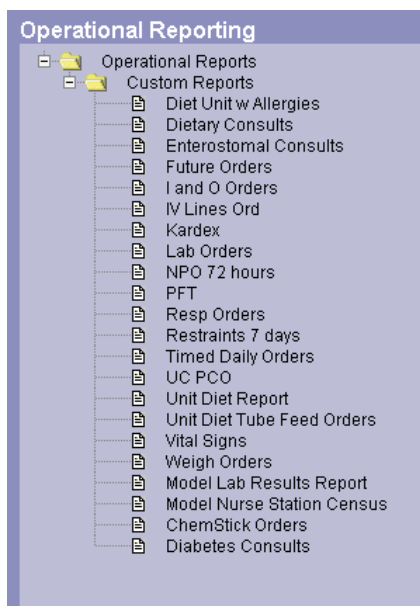 Operational Reporting
Operational Reports
Custom Reports
Diet Unit w Allergies
Dietary Consults
Enterostomal Consults
Future Orders
I and O Orders
IV Lines Ord
Kardex
Lab Orders
NPO 72 hours
PFT
Resp Orders
Restraints 7 days
Timed Daily Orders
UC PCO
Unit Diet Report
Unit Diet Tube Feed Orders
Vital Signs
Weigh Orders
Model Lab Results Report
Model Nurse Station Census
ChemStick Orders
Diabetes Consults